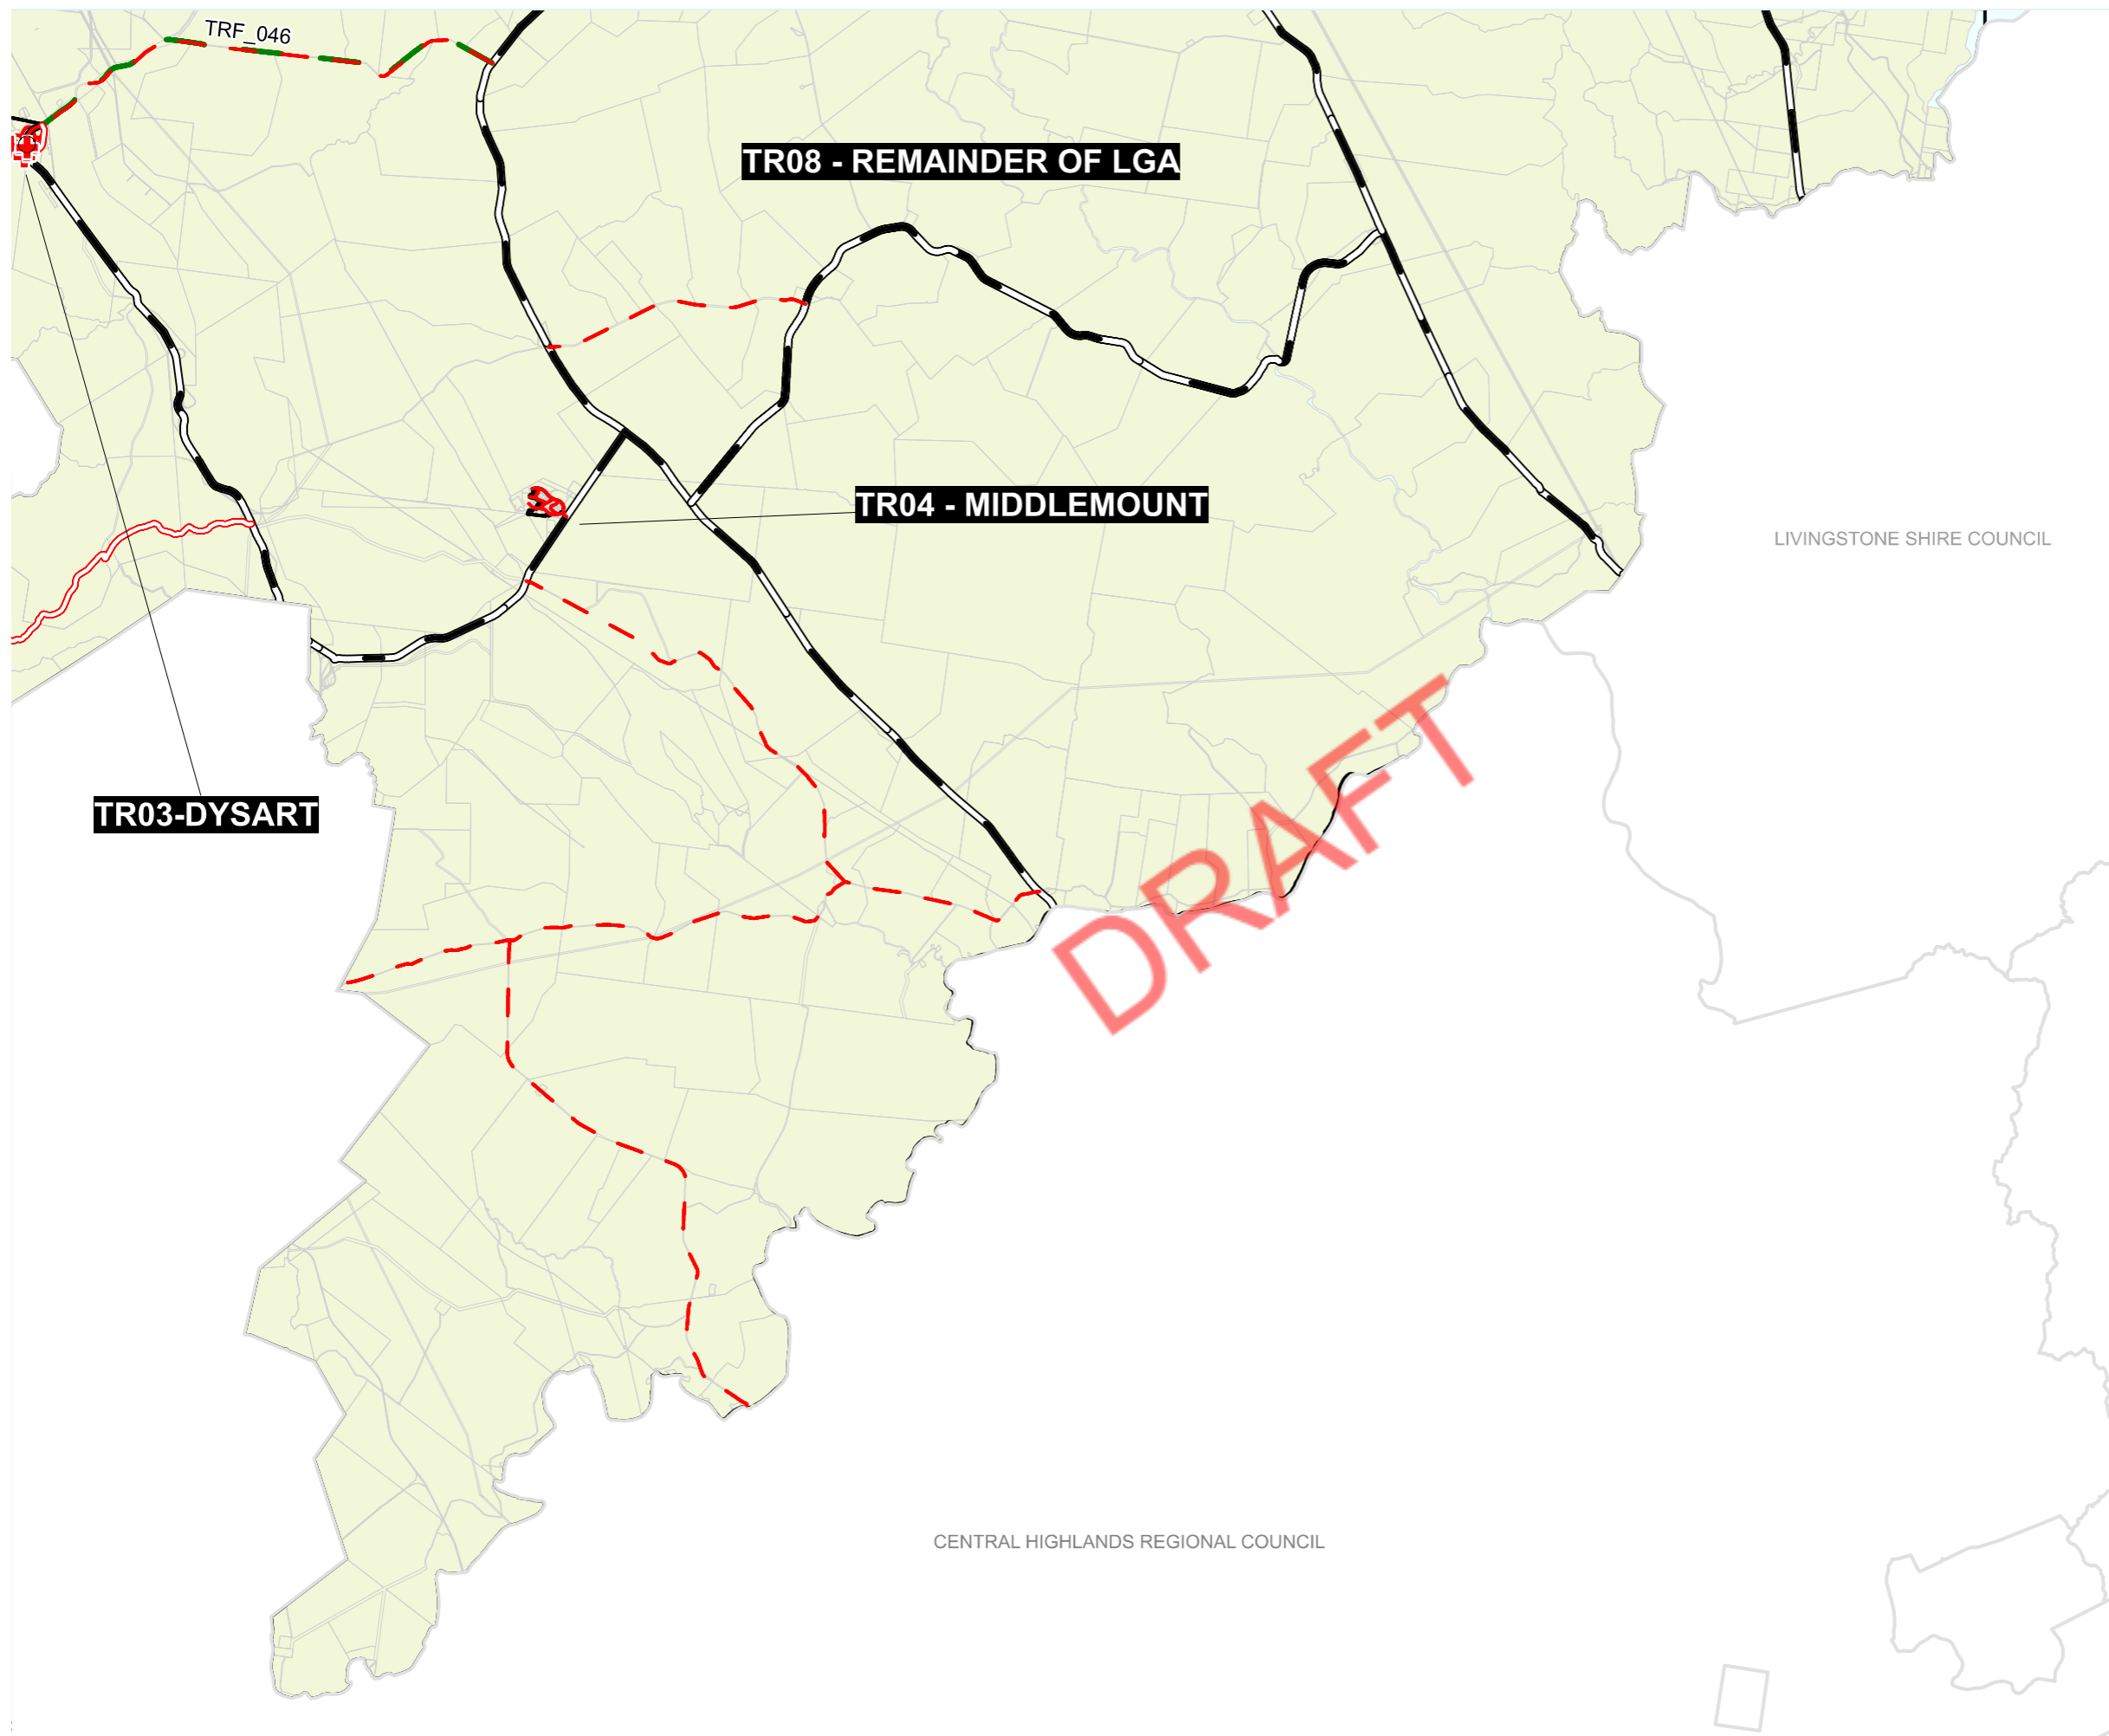 TRF_046
TR08 - REMAINDER OF LGA
TR04 - MIDDLEMOUNT
LIVINGSTONE SHIRE COUNCIL
TR03-DYSART
DRAFT
CENTRAL HIGHLANDS REGIONAL COUNCIL